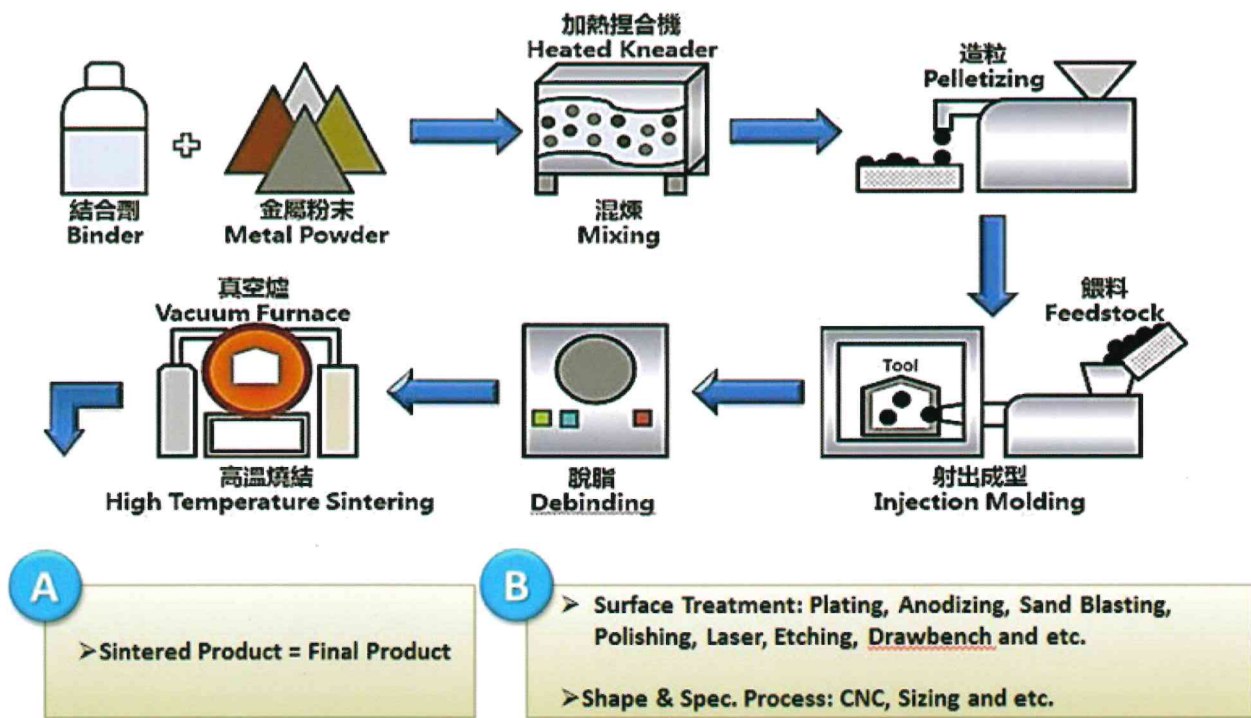 加熱捏合機
Heated Kneader
造粒
Pelletizing
結合劑
Binder
金屬粉末
Metal Powder
混煉
Mixing
真空爐
Vacuum Furnace
餵料
Feedstock
Tool
高溫燒結
High Temperature Sintering
脫脂
Debinding
射出成型
Injection Molding
A
➢Sintered Product = Final Product
B
➢ Surface Treatment: Plating, Anodizing, Sand Blasting,
Polishing, Laser, Etching, Drawbench and etc.
➢Shape & Spec. Process: CNC, Sizing and etc.